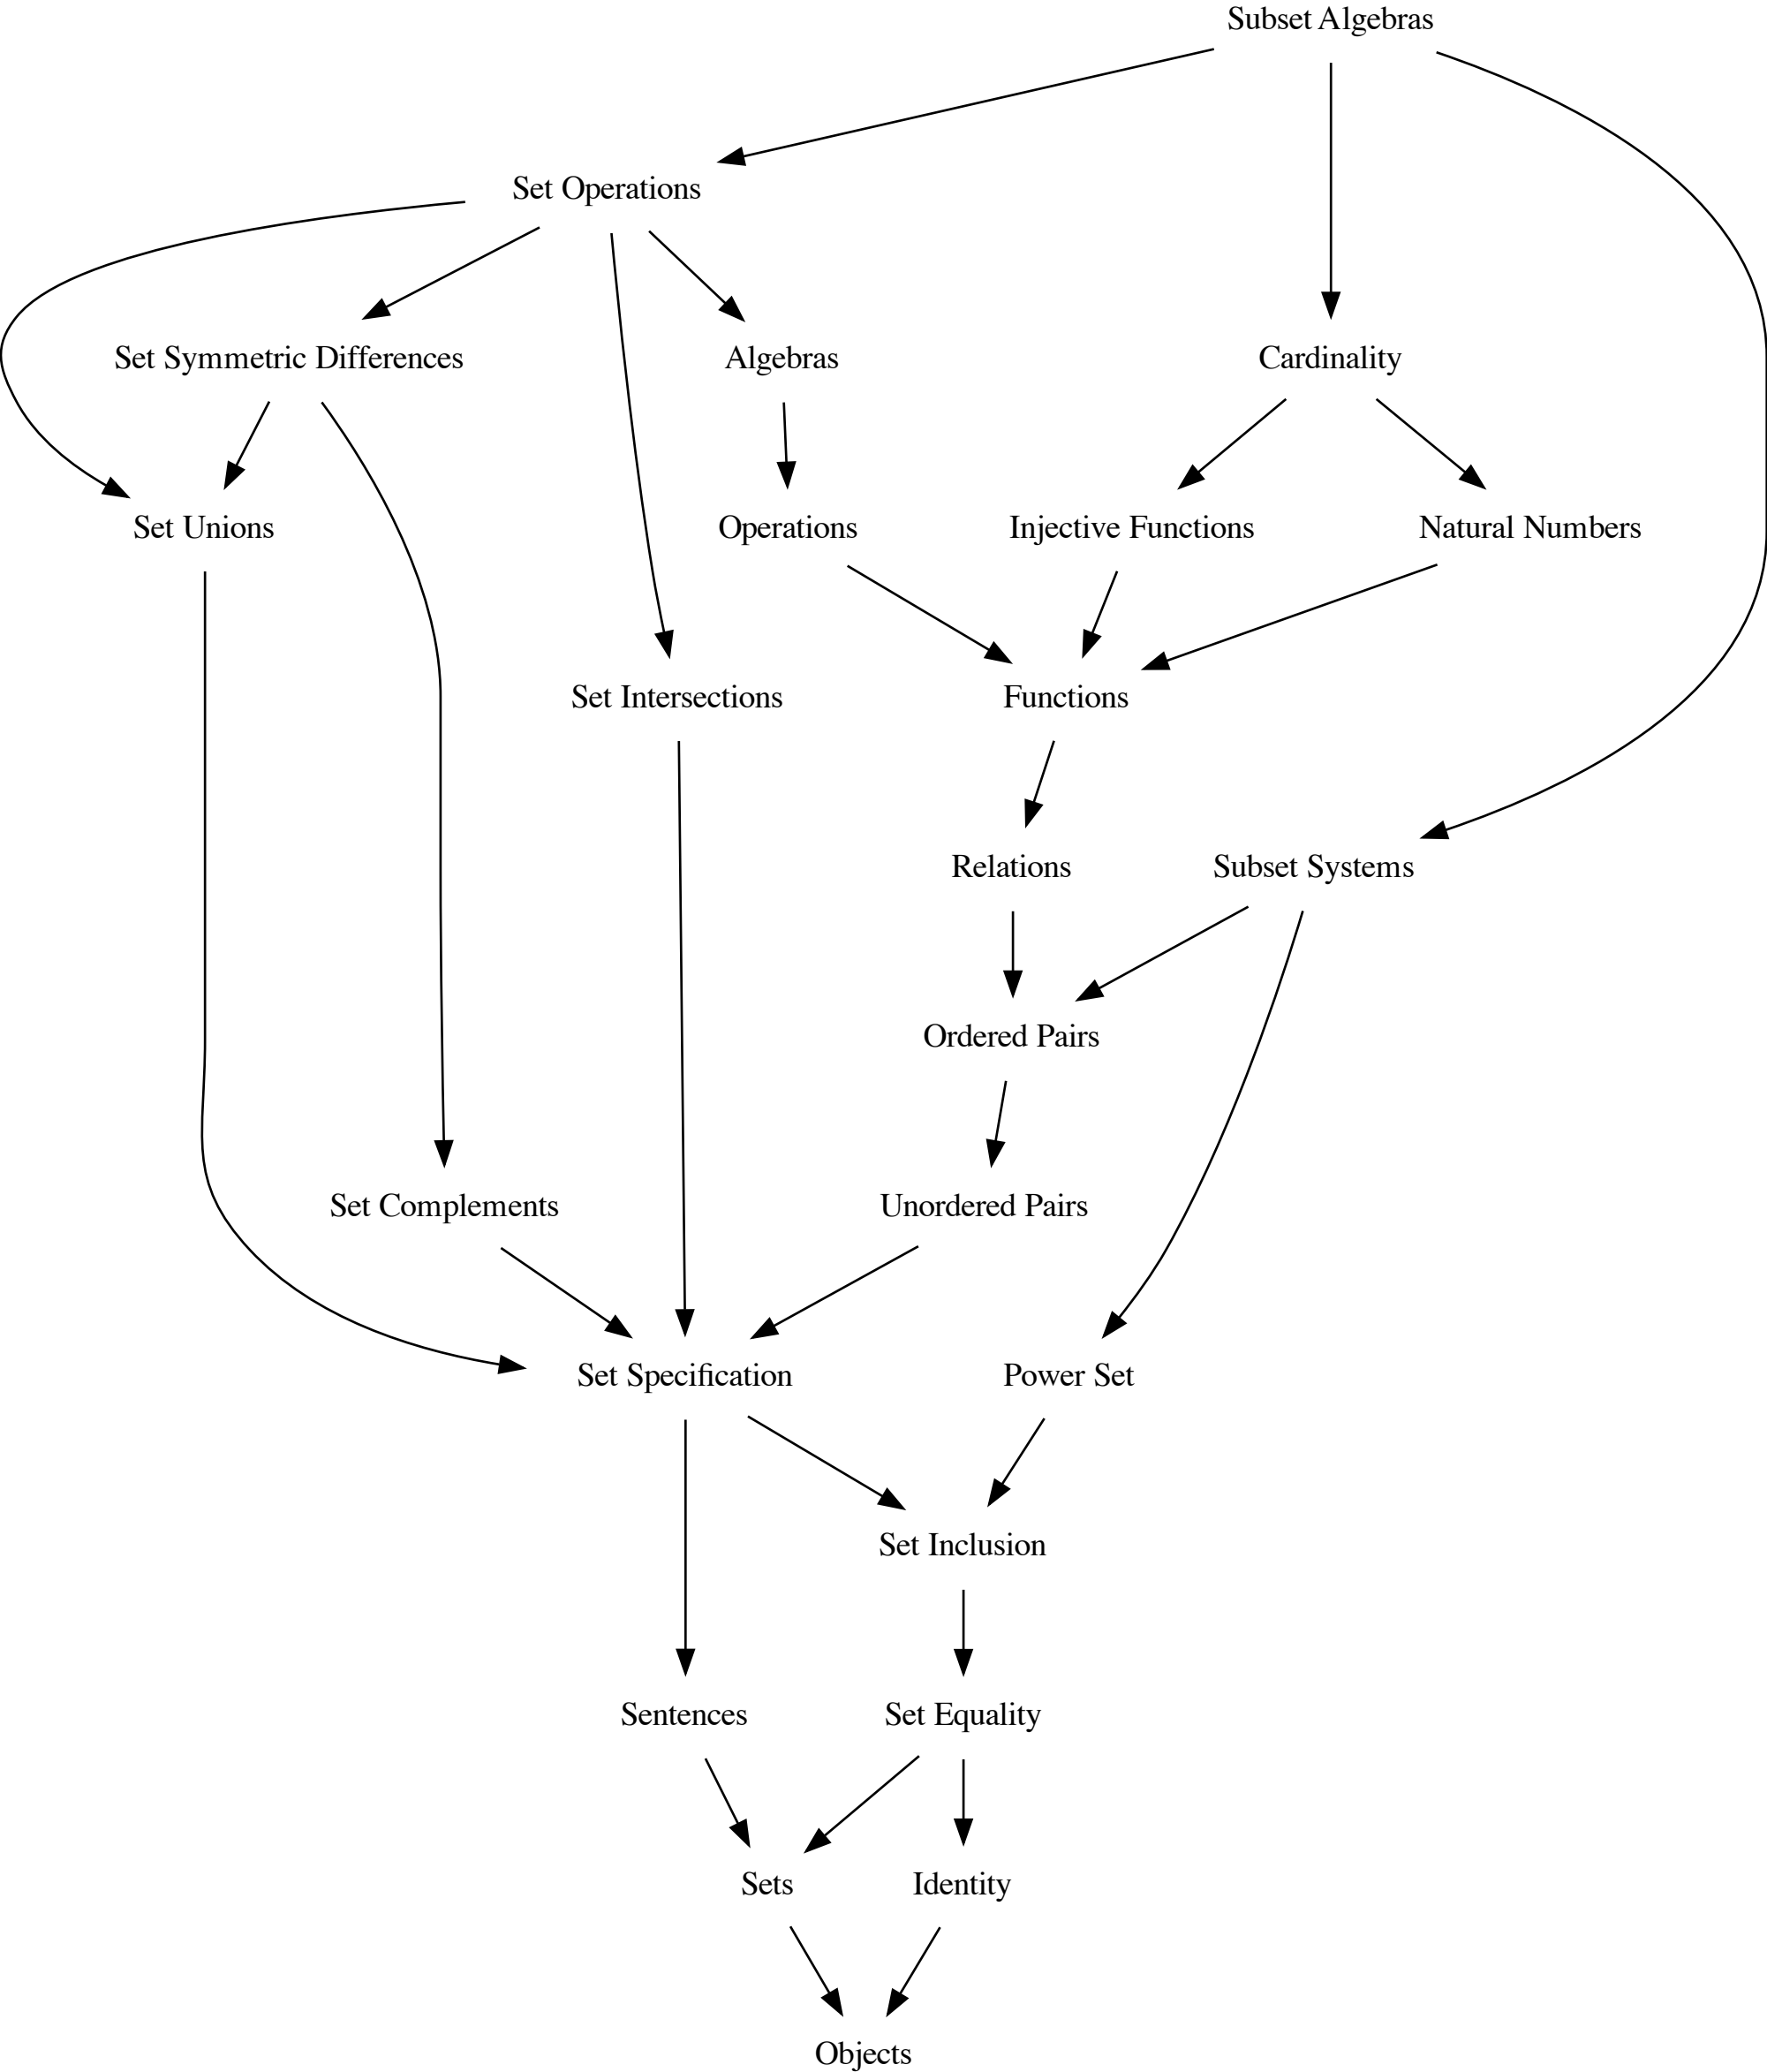 Subset Algebras
Set Operations
Set Symmetric Differences
Algebras
Cardinality
Set Unions
Operations
Injective Functions
Natural Numbers
Set Intersections
Functions
Relations
Subset Systems
Ordered Pairs
Set Complements
Unordered Pairs
Set Specification
Power Set
Set Inclusion
Sentences
Set Equality
Sets
Identity
Objects